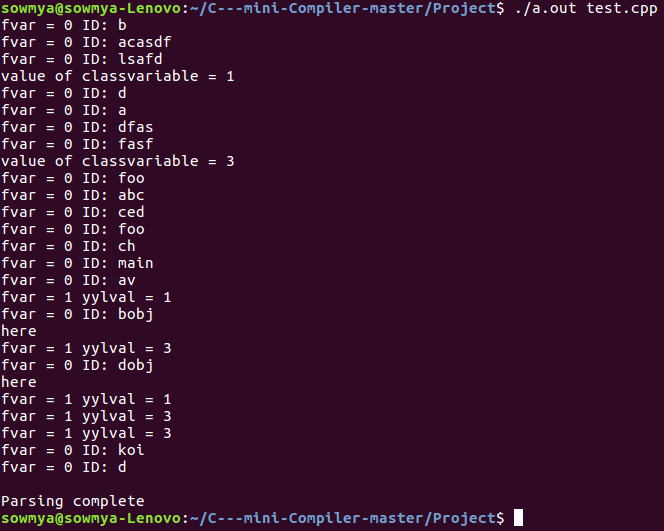 sowmya@sowmya-Lenovo:~/C---mini-Compiler-master/Project$ ./a.out test.cpp
fvar = 0 ID: b
fvar = 0 ID: acasdf
fvar = 0 ID: lsafd
value of classvariable = 1
fvar = 0 ID: d
fvar = 0 ID: a
fvar = 0 ID: dfas
fvar = 0 ID: fasf
value of classvariable = 3
fvar = 0 ID: foo
fvar = 0 ID: abc
fvar = 0 ID: ced
fvar = 0 ID: foo
fvar = 0 ID: ch
fvar = 0 ID: main
fvar = 0 ID: av
fvar = 1 yylval = 1
fvar = 0 ID: bobj
here
fvar = 1 yylval = 3
fvar = 0 ID: dobj
here
fvar = 1 yylval = 1
fvar = 1 yylval = 3
fvar = 1 yylval = 3
fvar = 0 ID: koi
fvar = 0 ID: d

Parsing complete
sowmya@sowmya-Lenovo:~/C---mini-Compiler-master/Project$